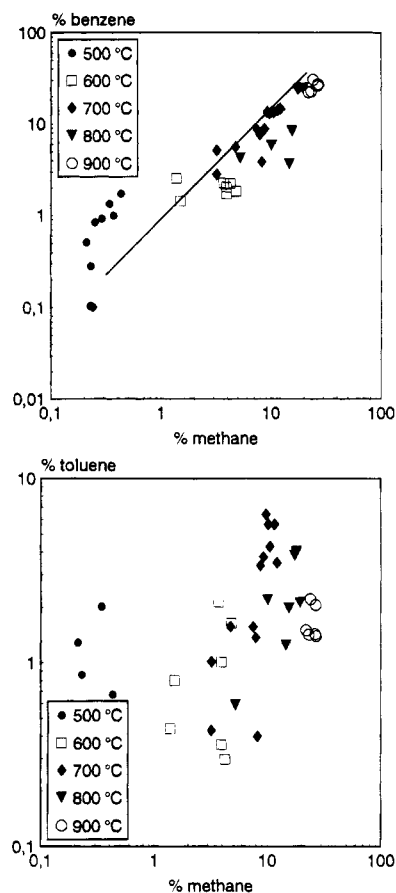 % benzene
100
500 °C
600 °C
700 °C
800 °C
900 °C
10
1
0,1
0,01
0,1 1 10 100
% methane
% toluene
10
1
500 °C
600 °C
700 °C
800 °C
900 °C
0,1
0,1 1 10 100
% methane